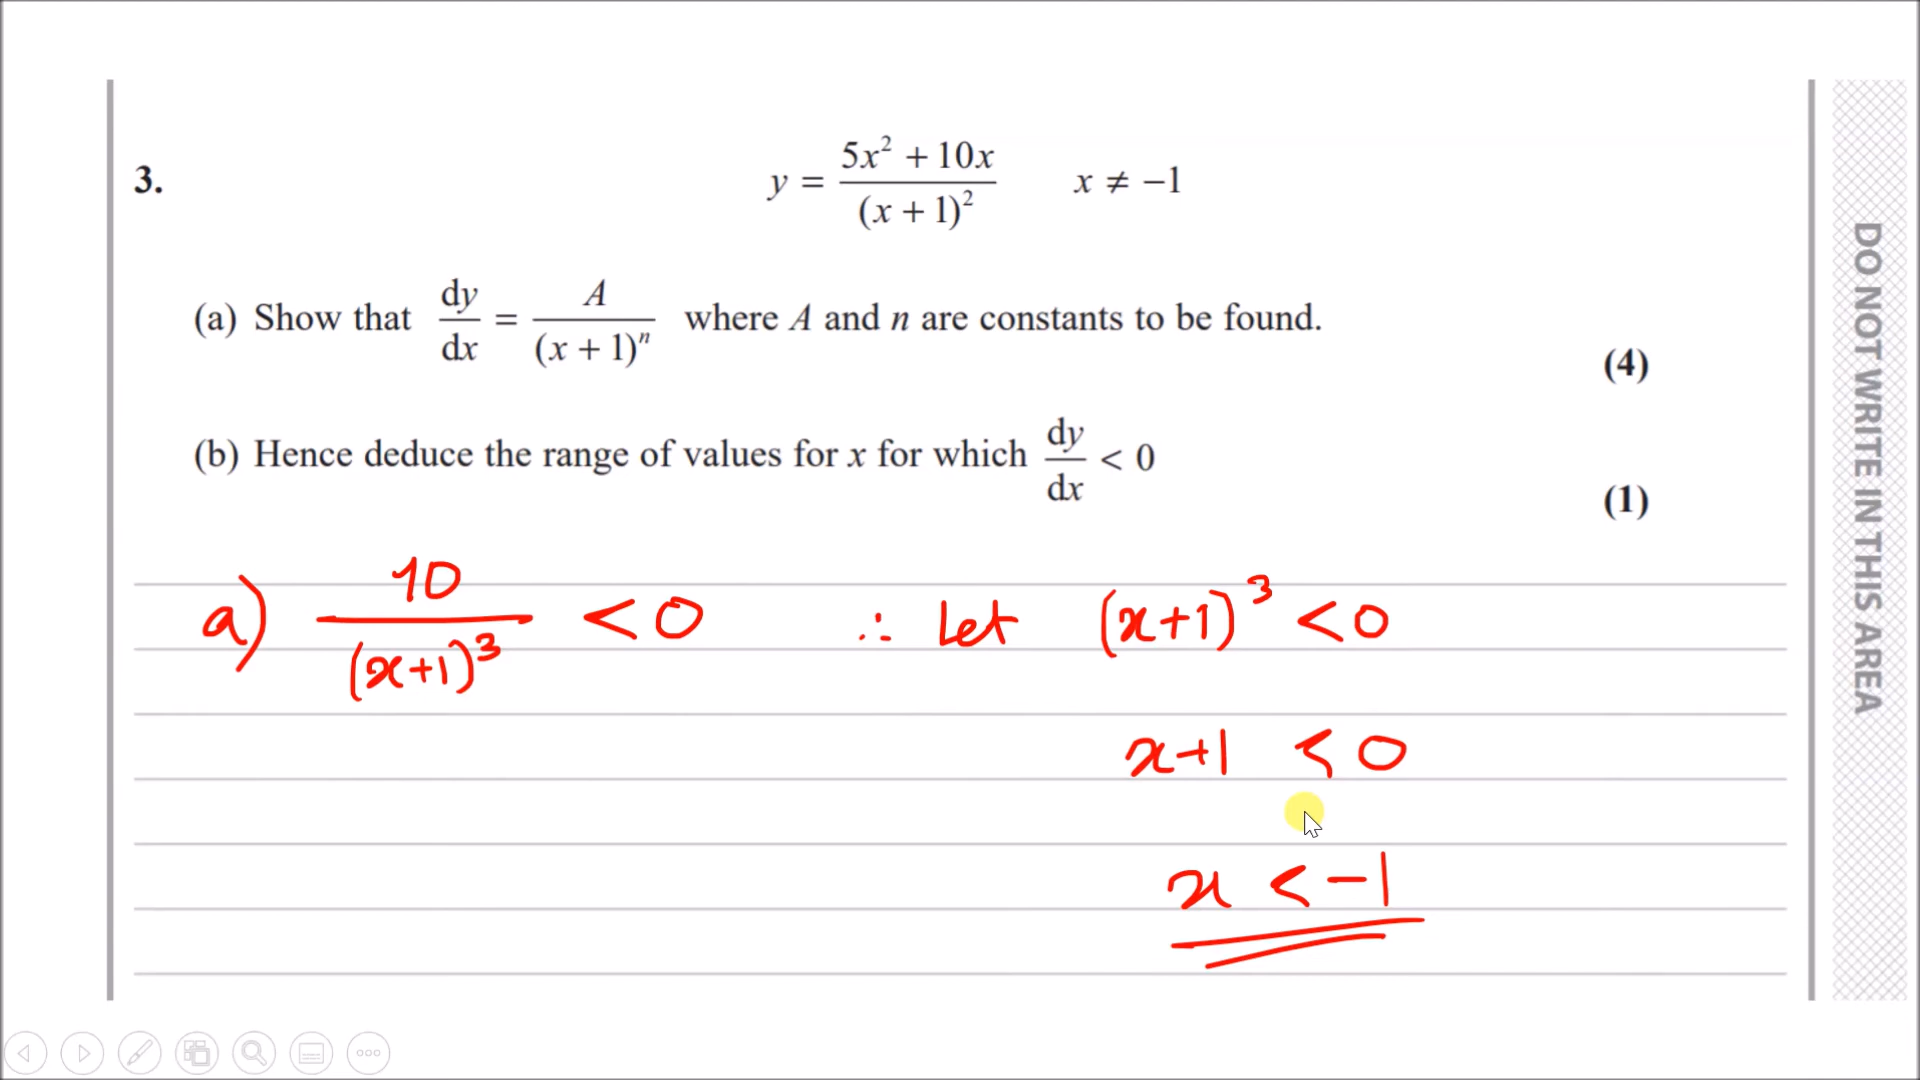 3. y = (5x² + 10x)/(x + 1)² x ≠ −1
(a) Show that dy/dx = A/(x + 1)ⁿ where A and n are constants to be found.
(4)
(b) Hence deduce the range of values for x for which dy/dx < 0
(1)
a) 10/(x+1)³ < 0 ∴ Let (x+1)³ < 0
x+1 < 0
x < −1
DO NOT WRITE IN THIS AREA